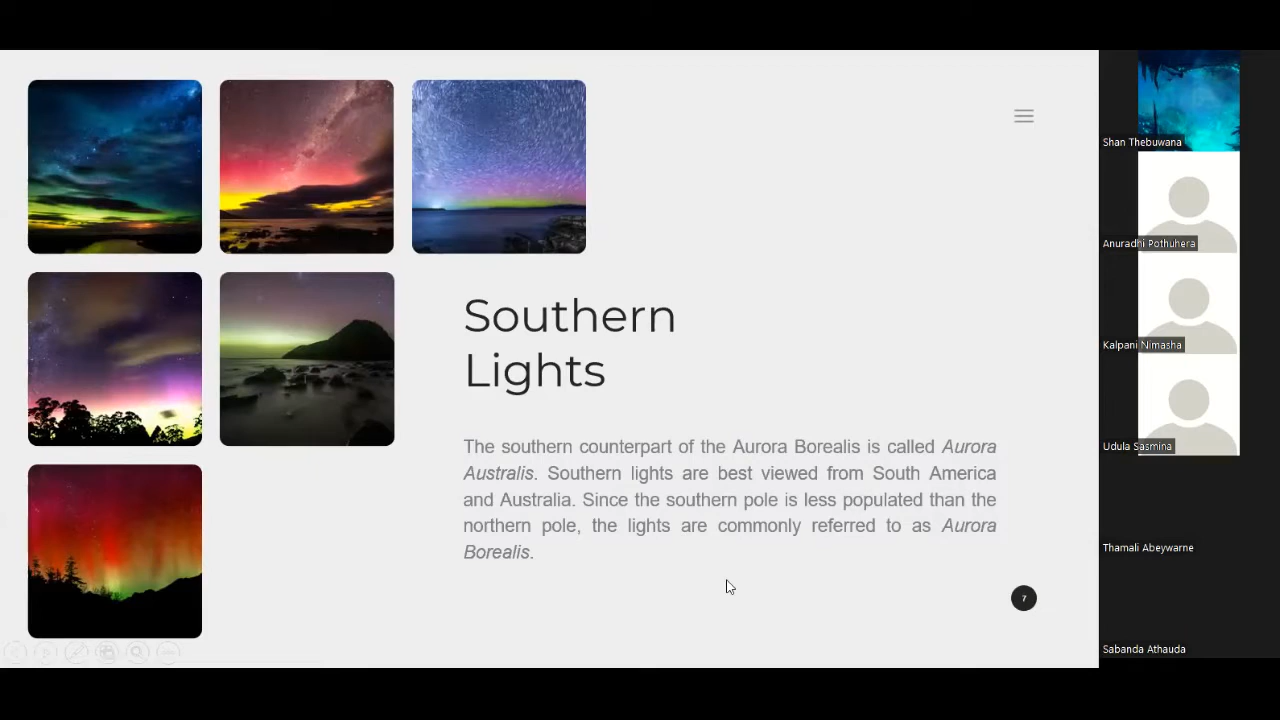 Southern
Lights
The southern counterpart of the Aurora Borealis is called Aurora
Australis. Southern lights are best viewed from South America
and Australia. Since the southern pole is less populated than the
northern pole, the lights are commonly referred to as Aurora
Borealis.
7
Shan Thebuwana
Anuradhi Pothuhera
Kalpani Nimasha
Udula Sasmina
Thamali Abeywarne
Sabanda Athauda